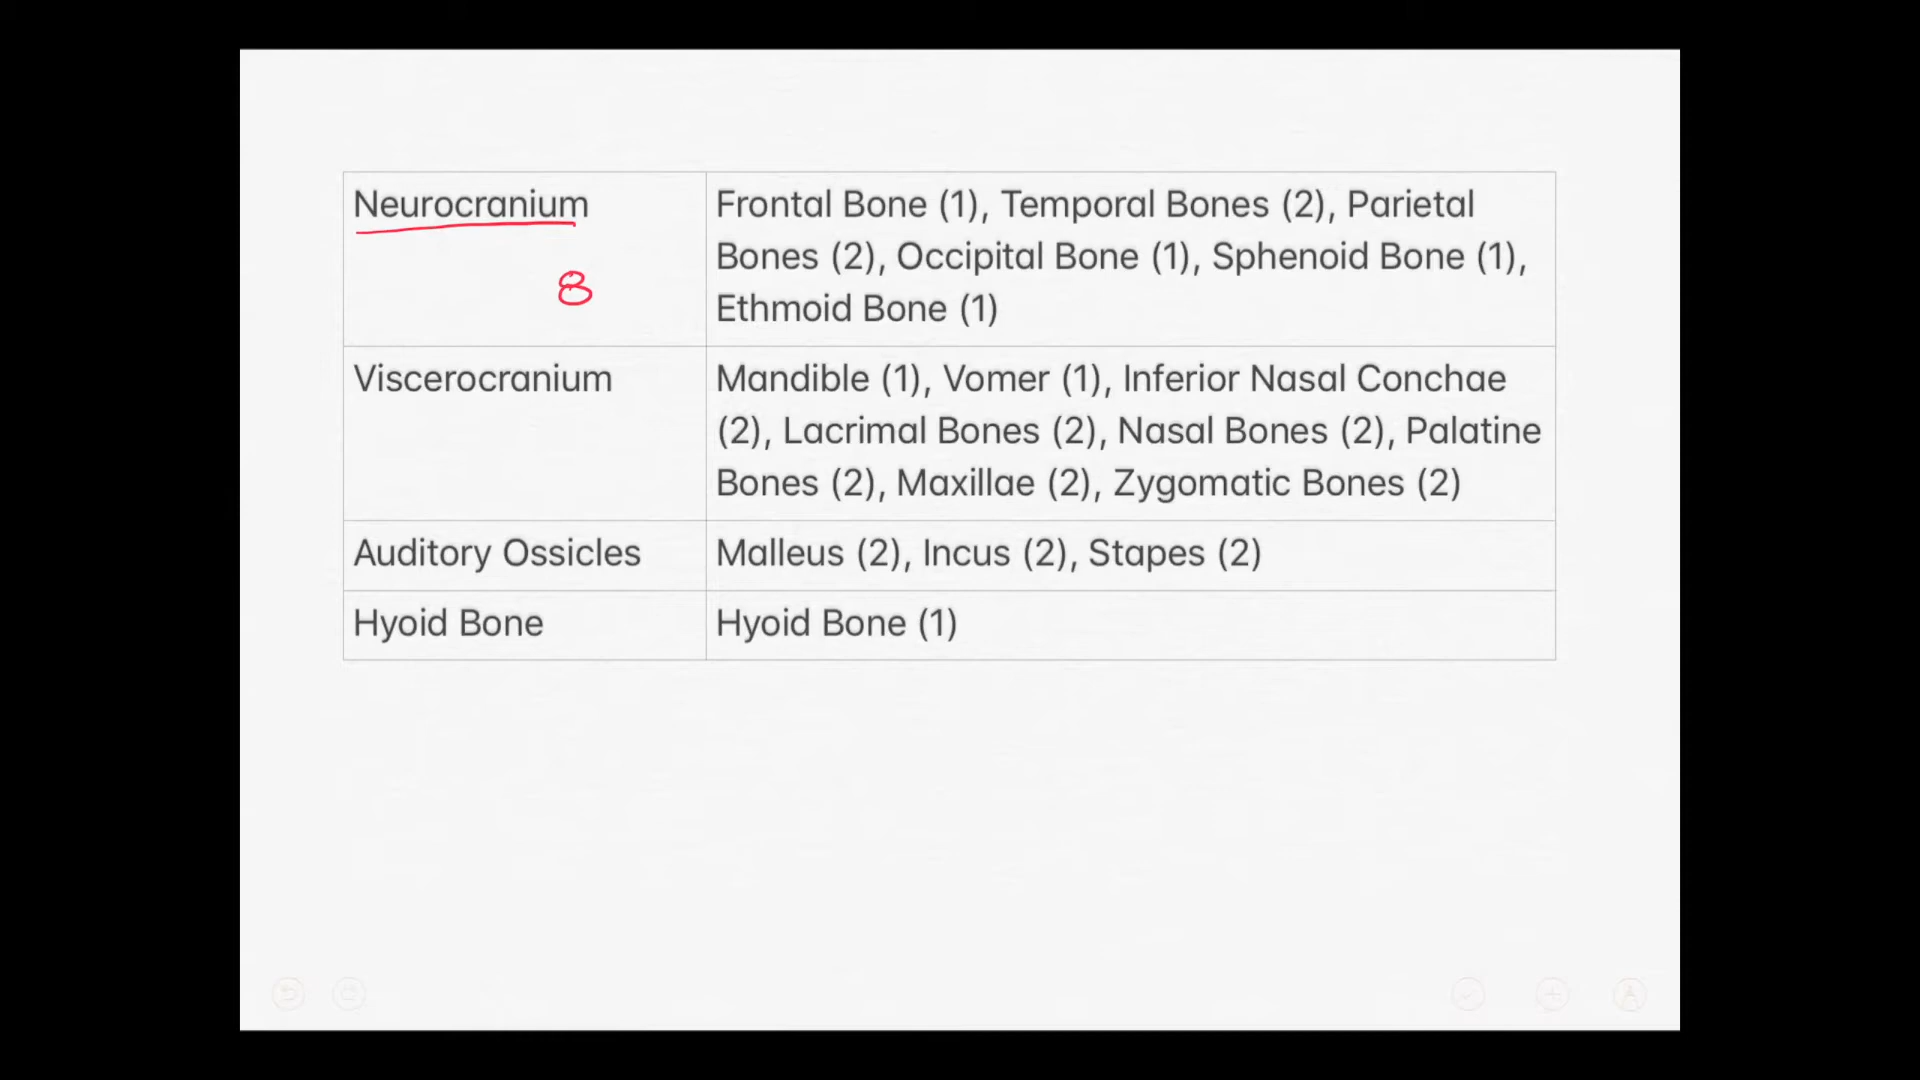 Neurocranium
8
Frontal Bone (1), Temporal Bones (2), Parietal
Bones (2), Occipital Bone (1), Sphenoid Bone (1),
Ethmoid Bone (1)
Viscerocranium
Mandible (1), Vomer (1), Inferior Nasal Conchae
(2), Lacrimal Bones (2), Nasal Bones (2), Palatine
Bones (2), Maxillae (2), Zygomatic Bones (2)
Auditory Ossicles
Malleus (2), Incus (2), Stapes (2)
Hyoid Bone
Hyoid Bone (1)